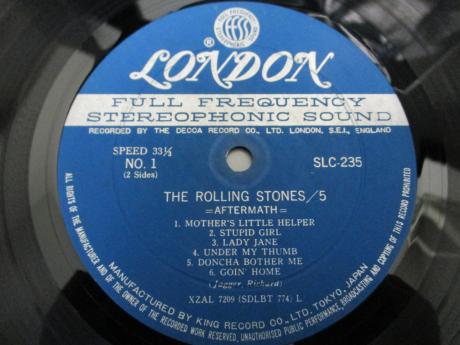 FULL FREQUENCY STEREOPHONIC SOUND
® LONDON
FULL FREQUENCY
STEREOPHONIC SOUND
RECORDED BY THE DECCA RECORD CO., LTD. LONDON, S.E.I., ENGLAND
SPEED 33⅓
NO. 1
(2 Sides)
SLC-235
THE ROLLING STONES/5
=AFTERMATH=
1. MOTHER'S LITTLE HELPER
2. STUPID GIRL
3. LADY JANE
4. UNDER MY THUMB
5. DONCHA BOTHER ME
6. GOIN' HOME
(Jagger, Richard)
XZAL 7209 (SDLBT 774) L
MANUFACTURED BY KING RECORD CO., LTD. TOKYO, JAPAN
ALL RIGHTS OF THE MANUFACTURER AND OF THE OWNER OF THE RECORDED WORK RESERVED, UNAUTHORISED PUBLIC PERFORMANCE, BROADCASTING AND COPYING OF THIS RECORD PROHIBITED